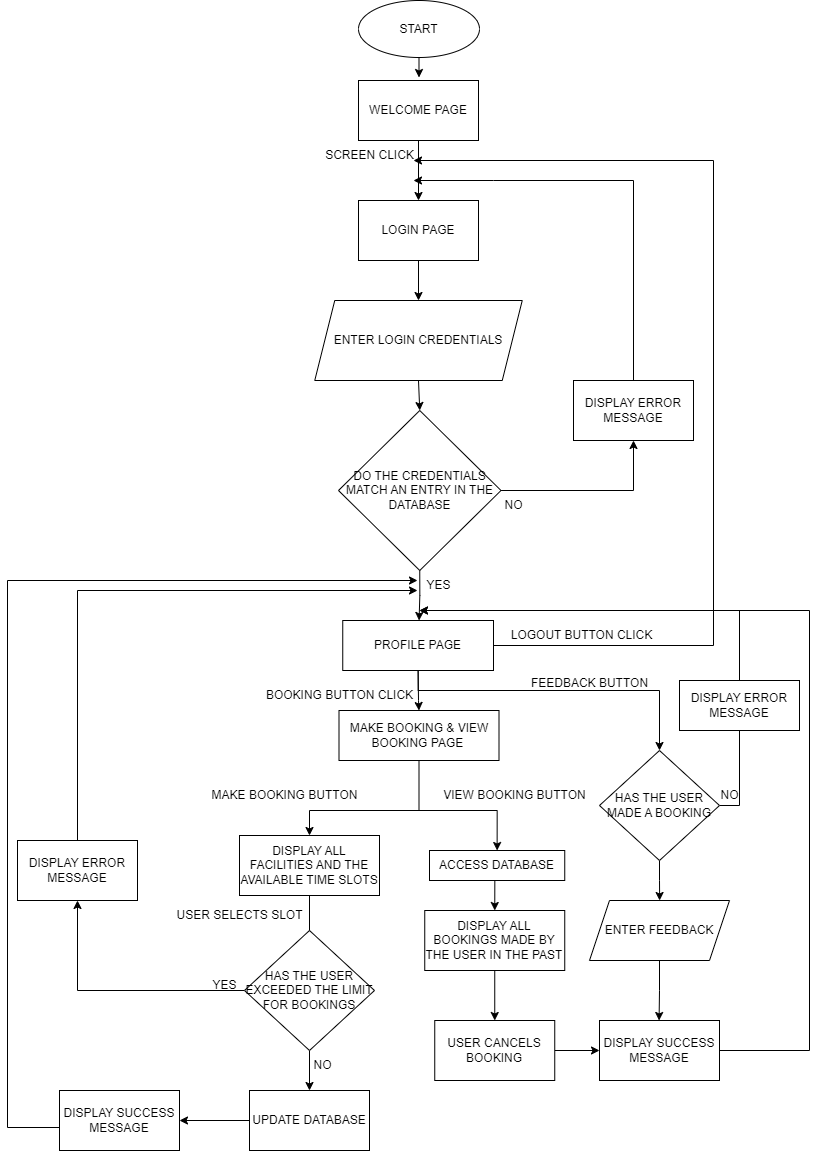 START
WELCOME PAGE
SCREEN CLICK
LOGIN PAGE
ENTER LOGIN CREDENTIALS
DISPLAY ERROR
MESSAGE
DO THE CREDENTIALS
MATCH AN ENTRY IN THE
DATABASE
NO
YES
PROFILE PAGE
LOGOUT BUTTON CLICK
FEEDBACK BUTTON
BOOKING BUTTON CLICK
DISPLAY ERROR
MESSAGE
MAKE BOOKING & VIEW
BOOKING PAGE
MAKE BOOKING BUTTON
VIEW BOOKING BUTTON
HAS THE USER
MADE A BOOKING
NO
DISPLAY ERROR
MESSAGE
DISPLAY ALL
FACILITIES AND THE
AVAILABLE TIME SLOTS
ACCESS DATABASE
USER SELECTS SLOT
DISPLAY ALL
BOOKINGS MADE BY
THE USER IN THE PAST
ENTER FEEDBACK
YES
HAS THE USER
EXCEEDED THE LIMIT
FOR BOOKINGS
USER CANCELS
BOOKING
DISPLAY SUCCESS
MESSAGE
NO
DISPLAY SUCCESS
MESSAGE
UPDATE DATABASE